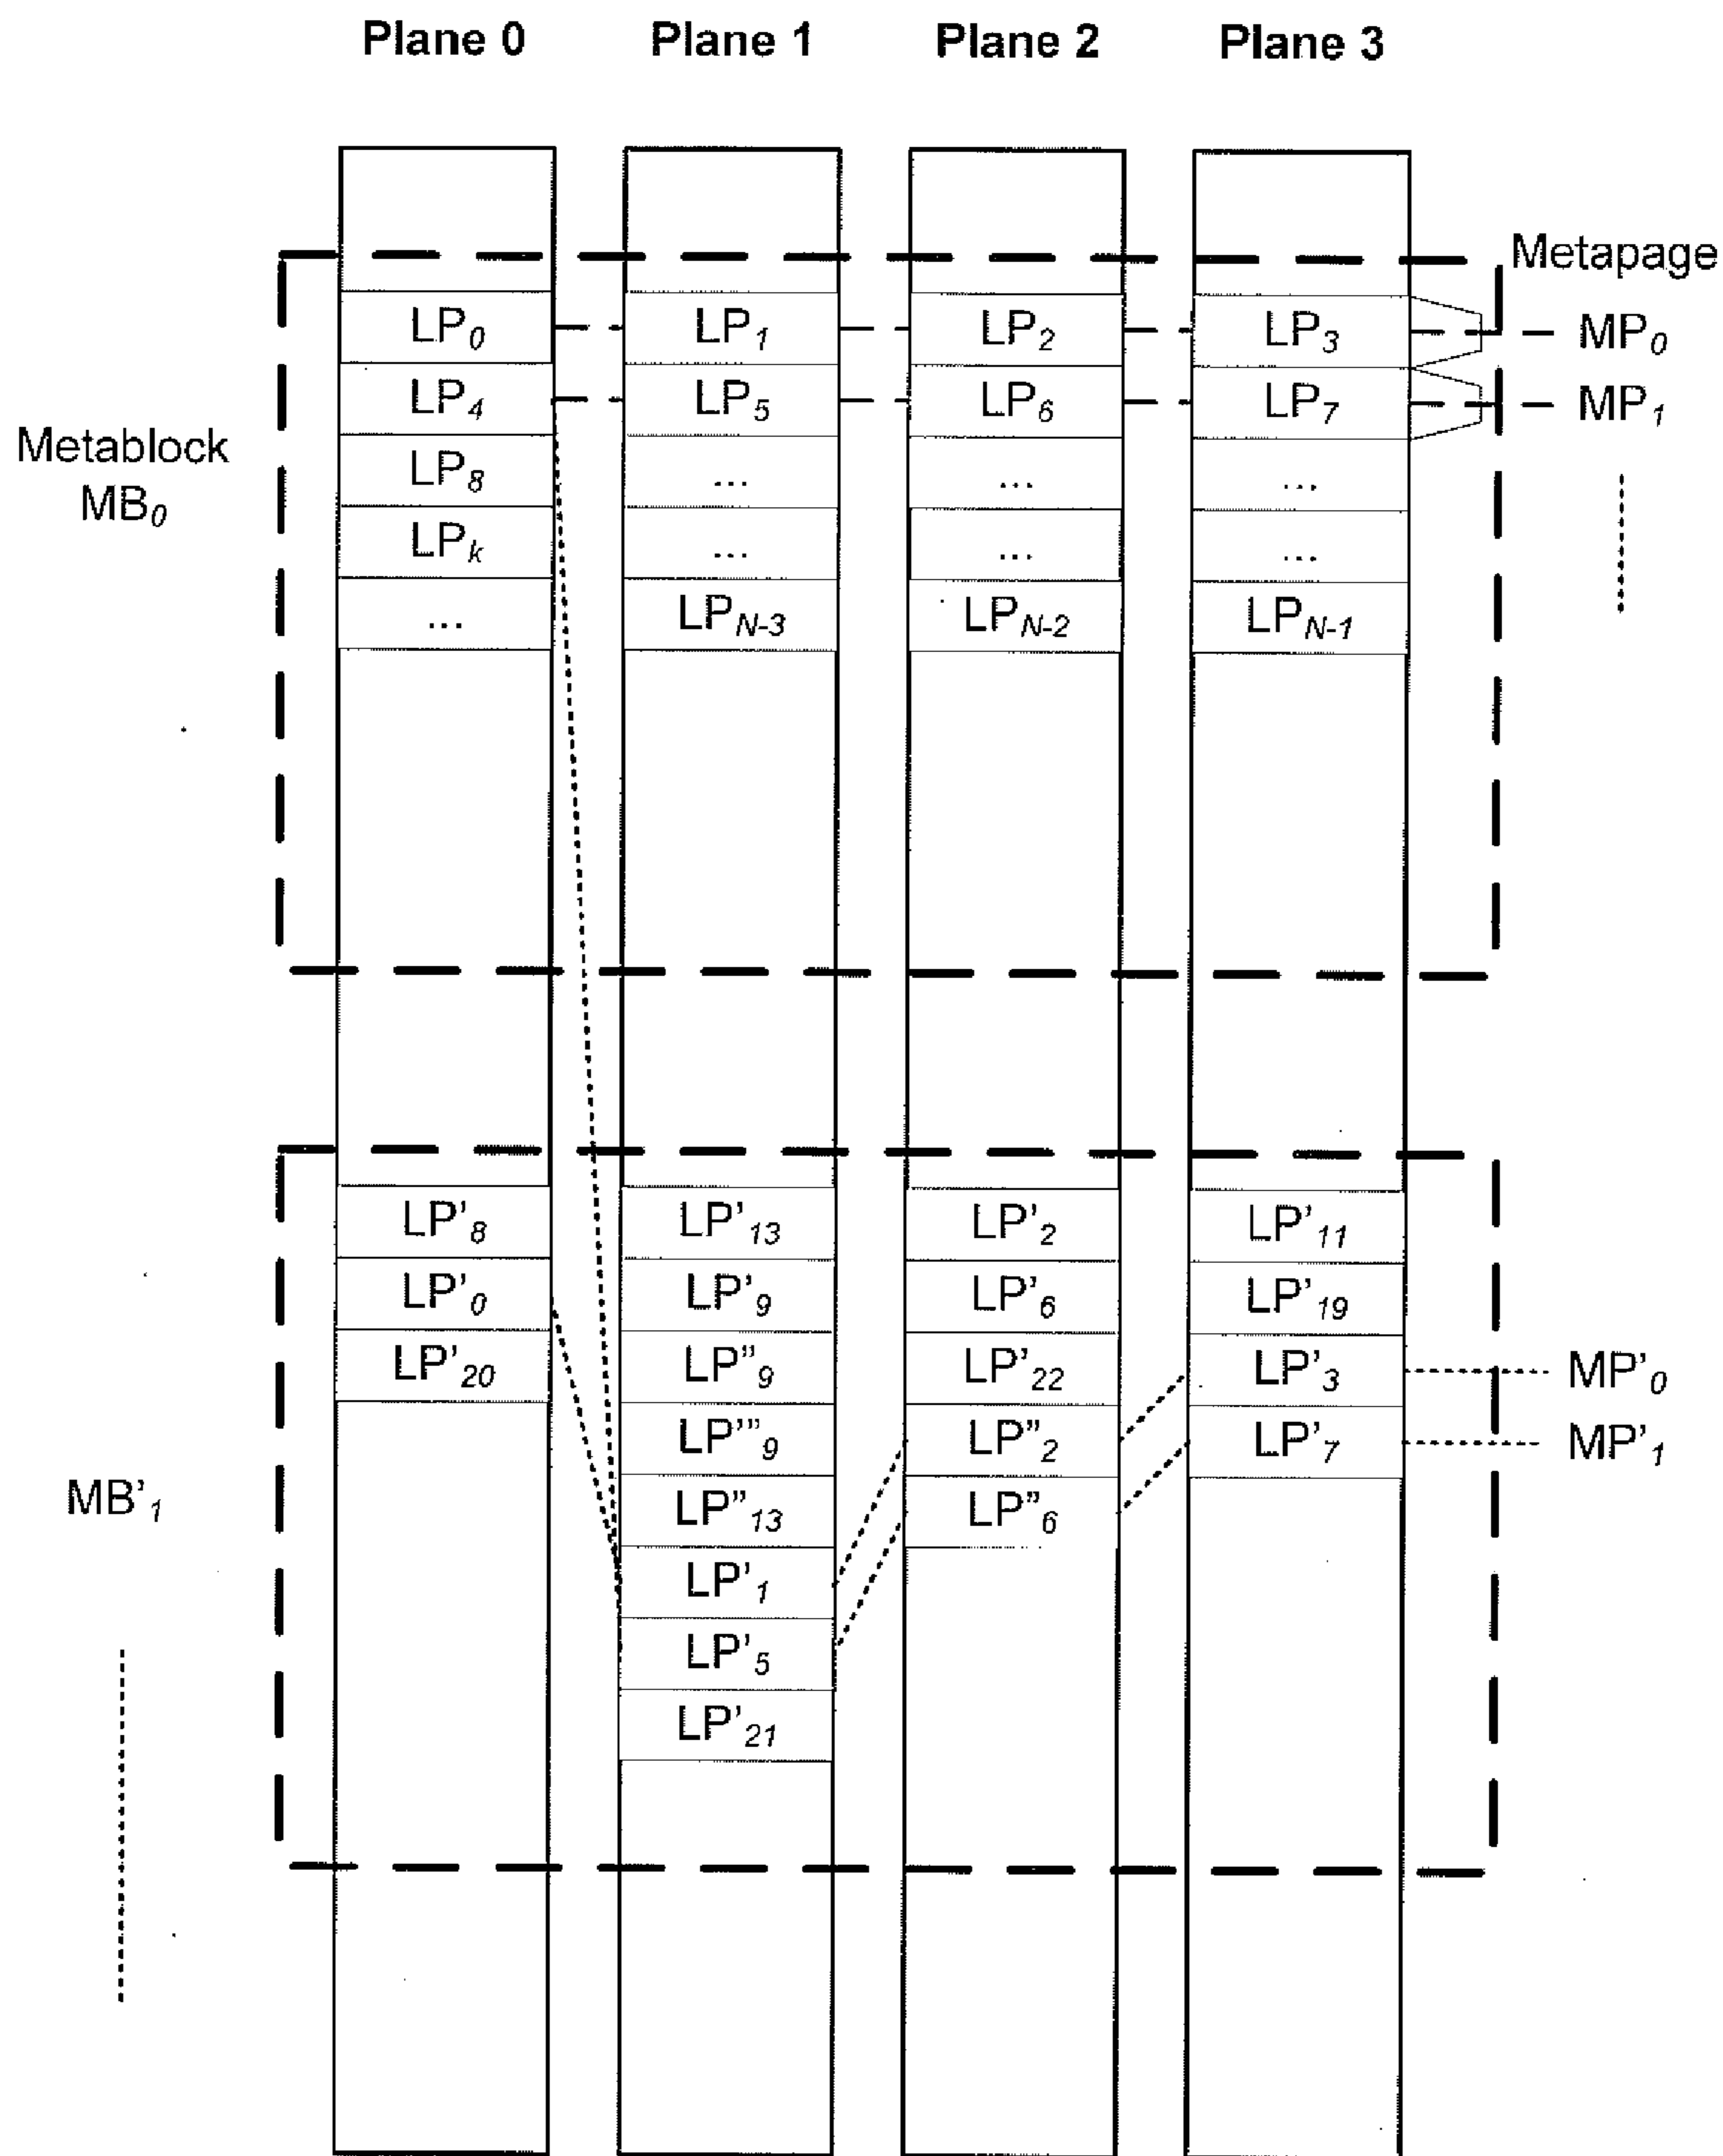 Plane 0 Plane 1 Plane 2 Plane 3
Metapage
LP0 LP1 LP2 LP3 MP0
LP4 LP5 LP6 LP7 MP1
Metablock
MB0
LP8 ... ... ...
LPk ... ... ...
... LPN-3 LPN-2 LPN-1
LP'8 LP'13 LP'2 LP'11
LP'0 LP'9 LP'6 LP'19
LP'20 LP"9 LP'22 LP'3 MP'0
LP'"9 LP"2 LP'7 MP'1
MB'1
LP"13 LP"6
LP'1
LP'5
LP'21